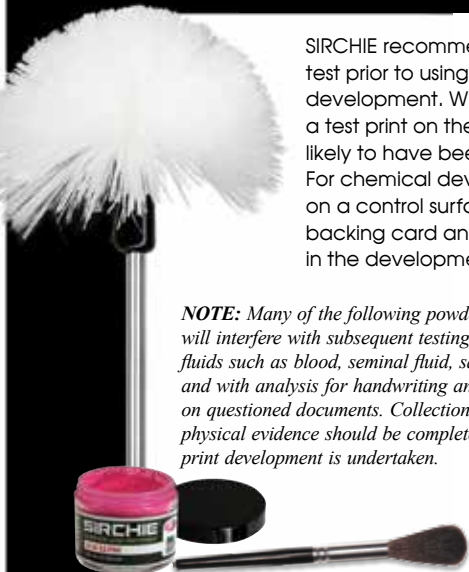 SIRCHIE recomme
test prior to using
development. W
a test print on the
likely to have bee
For chemical dev
on a control surfa
backing card an
in the developme
NOTE: Many of the following powd
will interfere with subsequent testing
fluids such as blood, seminal fluid, sa
and with analysis for handwriting an
on questioned documents. Collection
physical evidence should be complete
print development is undertaken.
SIRCHIE